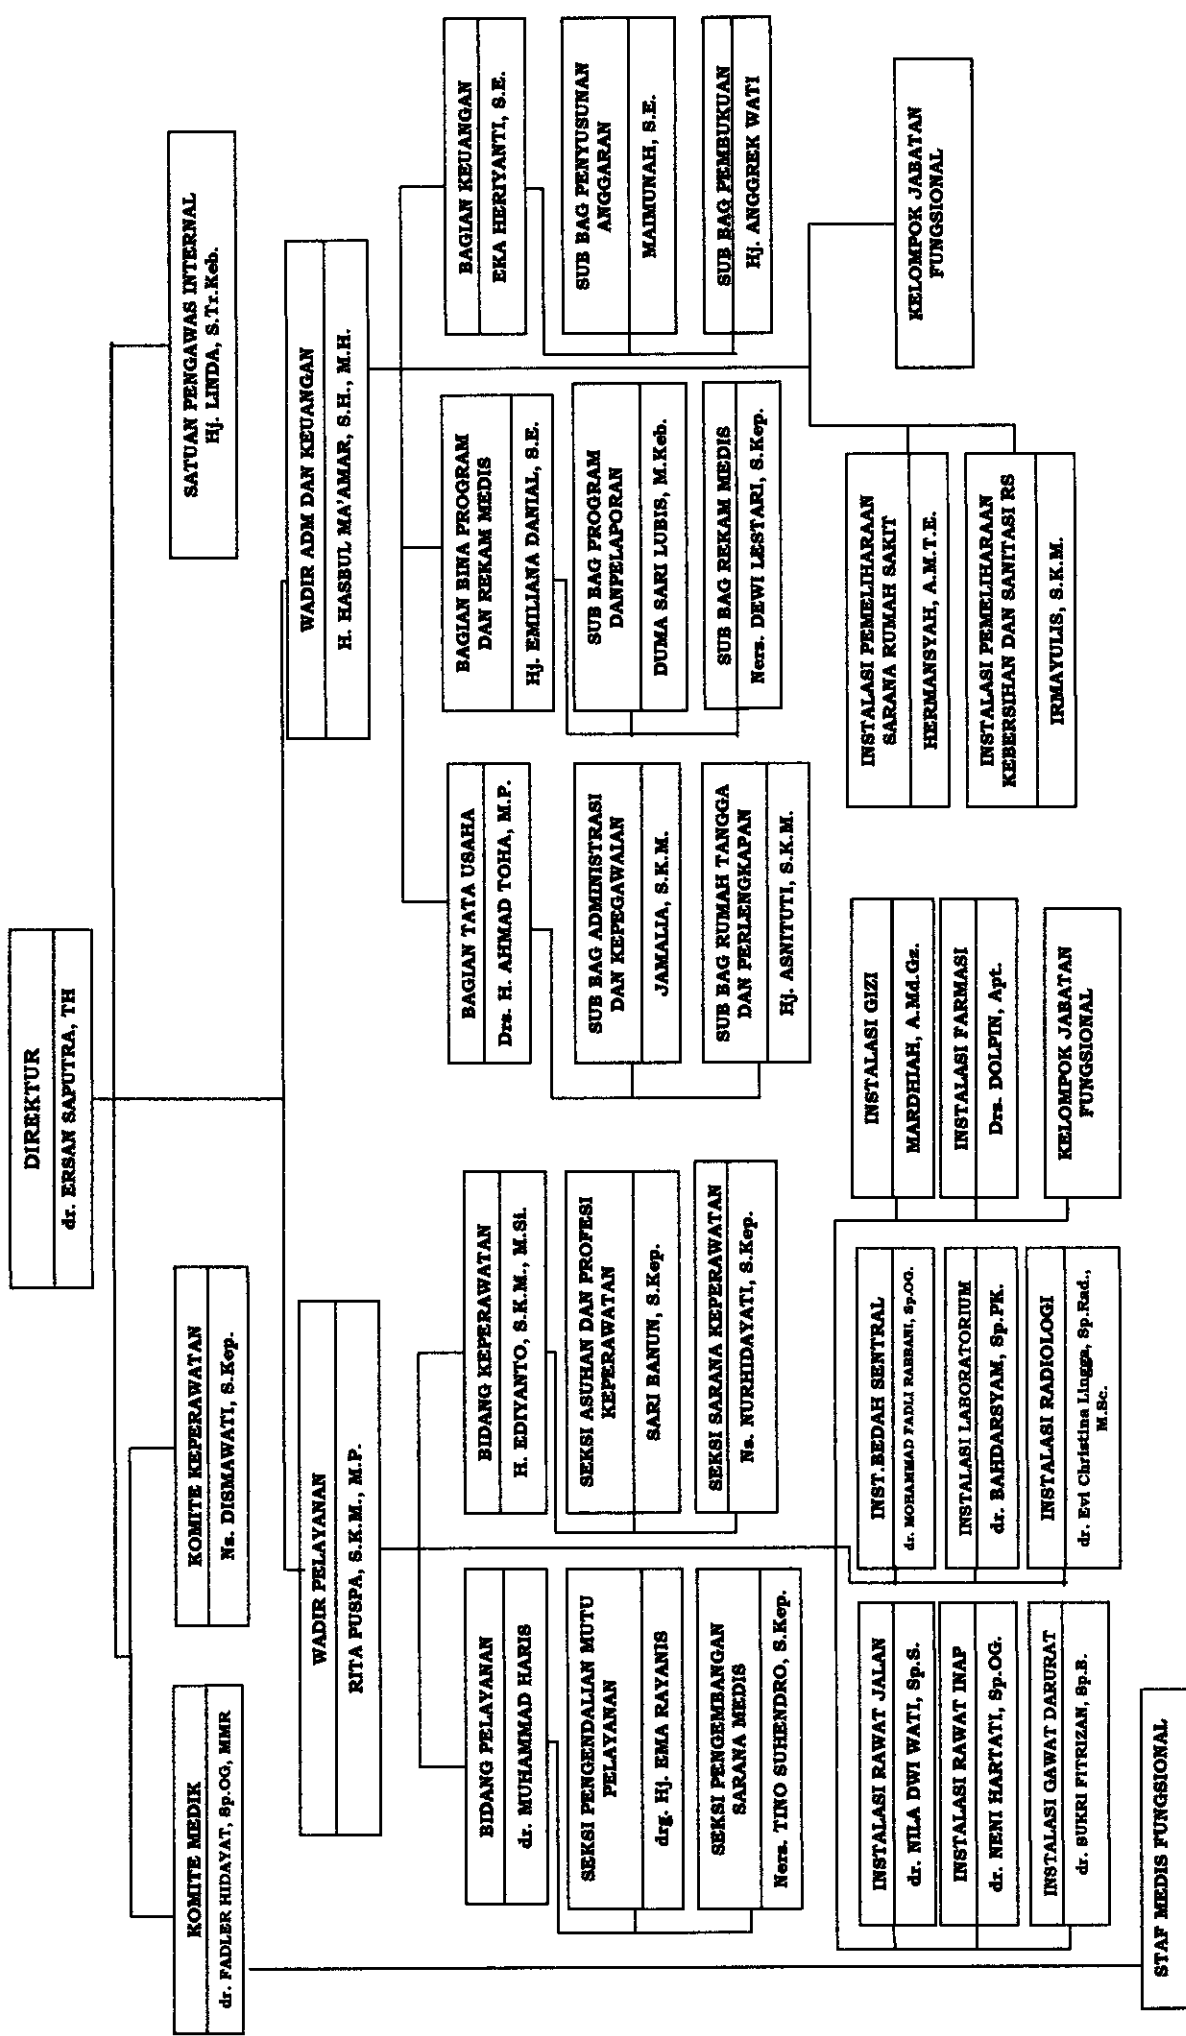 DIREKTUR
dr. ERSAN SAPUTRA, TH
KOMITE MEDIK
dr. FADLER HIDAYAT, Sp.OG, MMR
KOMITE KEPERAWATAN
Ns. DISMAWATI, S.Kep.
SATUAN PENGAWAS INTERNAL
Hj. LINDA, S.Tr.Keb.
WADIR PELAYANAN
RITA PUSPA, S.K.M., M.P.
WADIR ADM DAN KEUANGAN
H. HASBUL MA'AMAR, S.H., M.H.
BIDANG PELAYANAN
dr. MUHAMMAD HARIS
SEKSI PENGENDALIAN MUTU
PELAYANAN
drg. Hj. EMA RAYANIS
SEKSI PENGEMBANGAN
SARANA MEDIS
Ners. TINO SUHENDRO, S.Kep.
BIDANG KEPERAWATAN
H. EDIYANTO, S.K.M., M.Si.
SEKSI ASUHAN DAN PROFESI
KEPERAWATAN
SARI BANUN, S.Kep.
SEKSI SARANA KEPERAWATAN
Ns. NURHIDAYATI, S.Kep.
BAGIAN TATA USAHA
Drs. H. AHMAD TOHA, M.P.
SUB BAG ADMINISTRASI
DAN KEPEGAWAIAN
JAMALIA, S.K.M.
SUB BAG RUMAH TANGGA
DAN PERLENGKAPAN
Hj. ASNITUTI, S.K.M.
BAGIAN BINA PROGRAM
DAN REKAM MEDIS
Hj. EMILIANA DANIAL, S.E.
SUB BAG PROGRAM
DANPELAPORAN
DUMA SARI LUBIS, M.Keb.
SUB BAG REKAM MEDIS
Ners. DEWI LESTARI, S.Kep.
BAGIAN KEUANGAN
EKA HERIYANTI, S.E.
SUB BAG PENYUSUNAN
ANGGARAN
MAIMUNAH, S.E.
SUB BAG PEMBUKUAN
Hj. ANGGREK WATI
INSTALASI RAWAT JALAN
dr. NILA DWI WATI, Sp.S.
INSTALASI RAWAT INAP
dr. NENI HARTATI, Sp.OG.
INSTALASI GAWAT DARURAT
dr. SUKRI FITRIZAN, Sp.B.
INST.BEDAH SENTRAL
dr. MOHAMMAD FADLI RABBANI, Sp.OG.
INSTALASI LABORATORIUM
dr. BAHDARSYAM, Sp.PK.
INSTALASI RADIOLOGI
dr. Evi Christina Lingga, Sp.Rad.,
M.Sc.
INSTALASI GIZI
MARDHIAH, A.Md.Gz.
INSTALASI FARMASI
Drs. DOLPIN, Apt.
KELOMPOK JABATAN
FUNGSIONAL
INSTALASI PEMELIHARAAN
SARANA RUMAH SAKIT
HERMANSYAH, A.M.T.E.
INSTALASI PEMELIHARAAN
KEBERSIHAN DAN SANITASI RS
IRMAYULIS, S.K.M.
KELOMPOK JABATAN
FUNGSIONAL
STAF MEDIS FUNGSIONAL